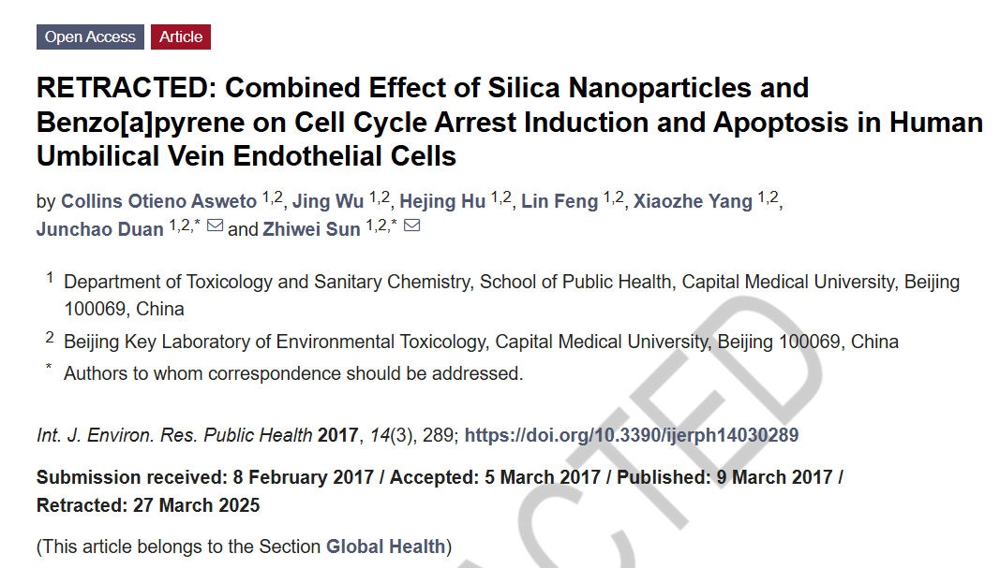 Open Access Article
RETRACTED: Combined Effect of Silica Nanoparticles and
Benzo[a]pyrene on Cell Cycle Arrest Induction and Apoptosis in Human
Umbilical Vein Endothelial Cells
by Collins Otieno Asweto 1,2, Jing Wu 1,2, Hejing Hu 1,2, Lin Feng 1,2, Xiaozhe Yang 1,2,
Junchao Duan 1,2,* and Zhiwei Sun 1,2,*
1 Department of Toxicology and Sanitary Chemistry, School of Public Health, Capital Medical University, Beijing
100069, China
2 Beijing Key Laboratory of Environmental Toxicology, Capital Medical University, Beijing 100069, China
* Authors to whom correspondence should be addressed.
Int. J. Environ. Res. Public Health 2017, 14(3), 289; https://doi.org/10.3390/ijerph14030289
Submission received: 8 February 2017 / Accepted: 5 March 2017 / Published: 9 March 2017 /
Retracted: 27 March 2025
(This article belongs to the Section Global Health)
CTED